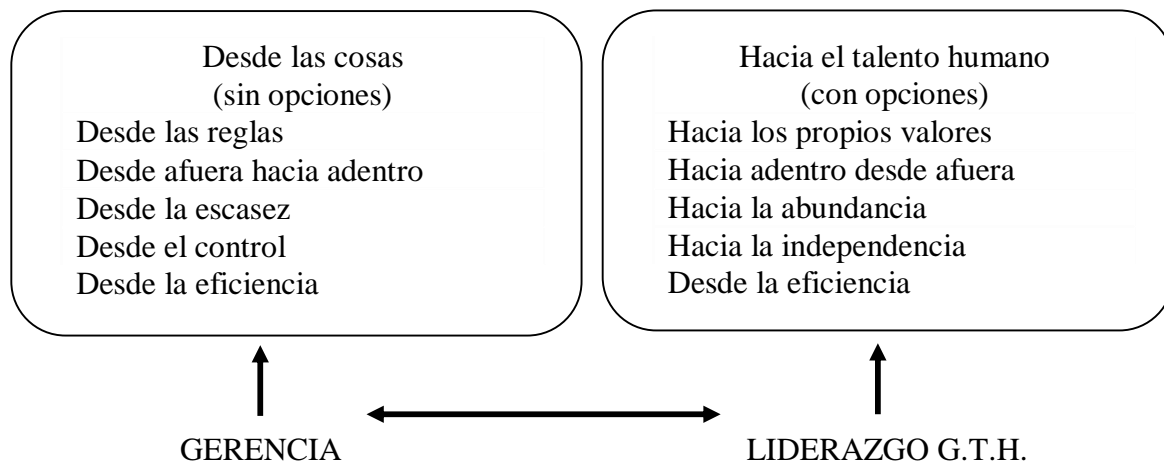 Desde las cosas
(sin opciones)
Desde las reglas
Desde afuera hacia adentro
Desde la escasez
Desde el control
Desde la eficiencia
Hacia el talento humano
(con opciones)
Hacia los propios valores
Hacia adentro desde afuera
Hacia la abundancia
Hacia la independencia
Desde la eficiencia
GERENCIA
LIDERAZGO G.T.H.